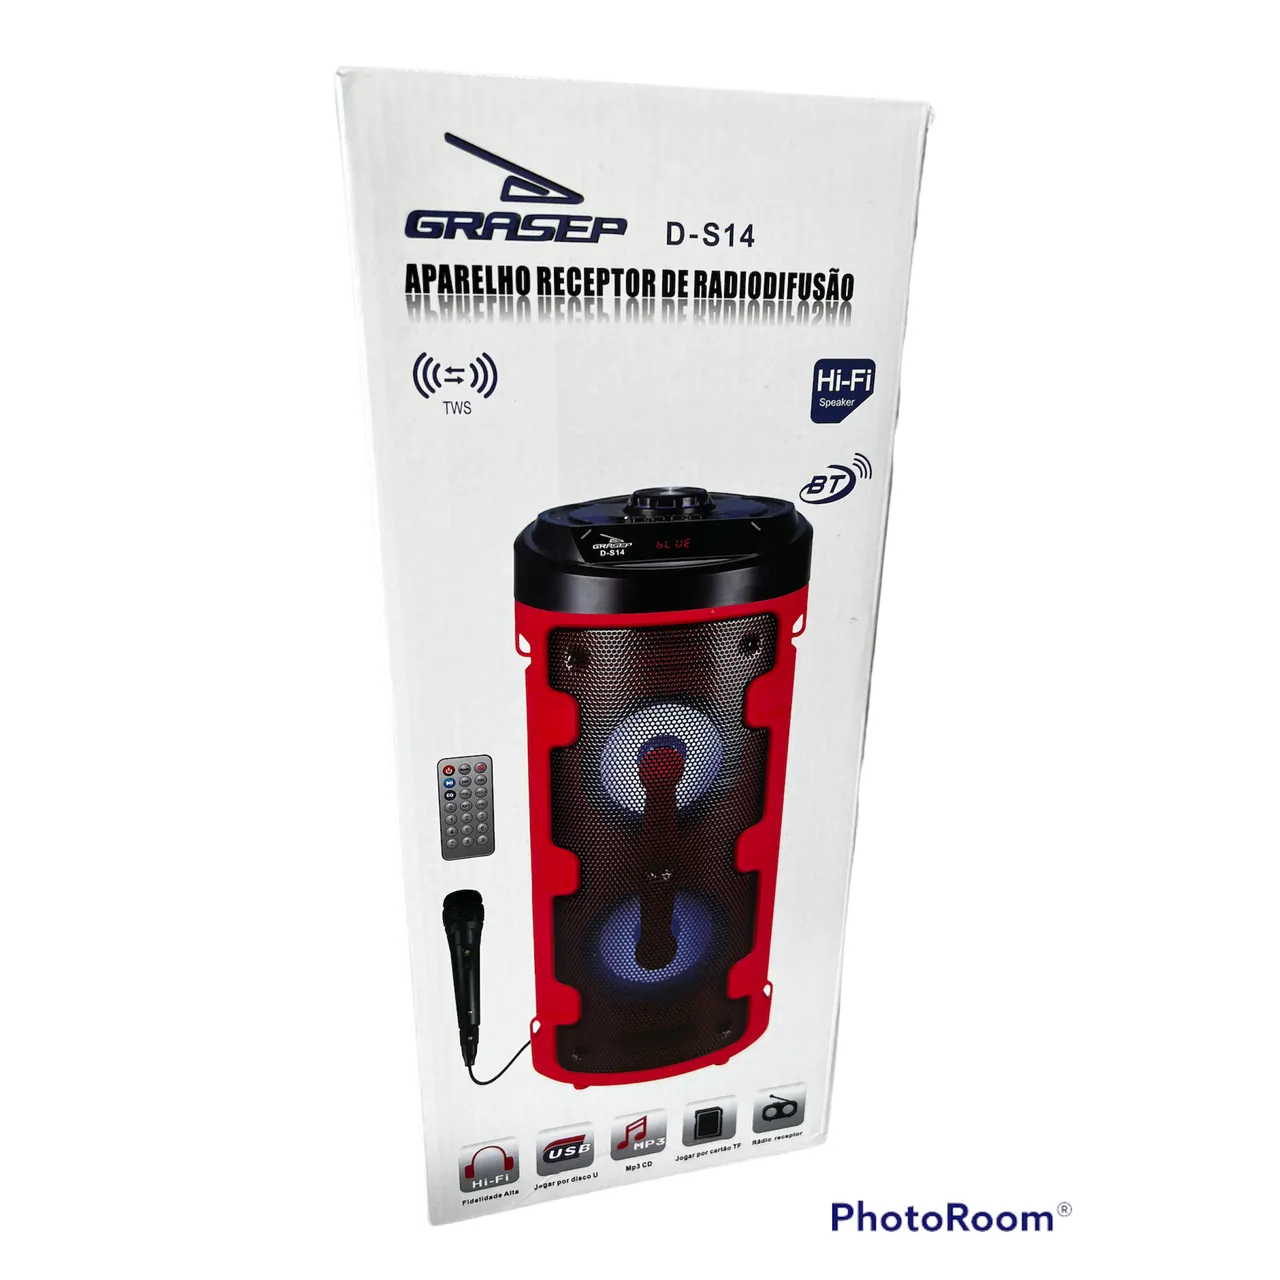 GRASEP D-S14
APARELHO RECEPTOR DE RADIODIFUSÃO
TWS
Hi-Fi
Speaker
BT
GRASEP
D-S14
bLUE
Hi-Fi
Fidelidade Alta
USB
Jogar por disco U
MP3
Mp3 CD
Jogar por cartão TF
Rádio receptor
PhotoRoom®